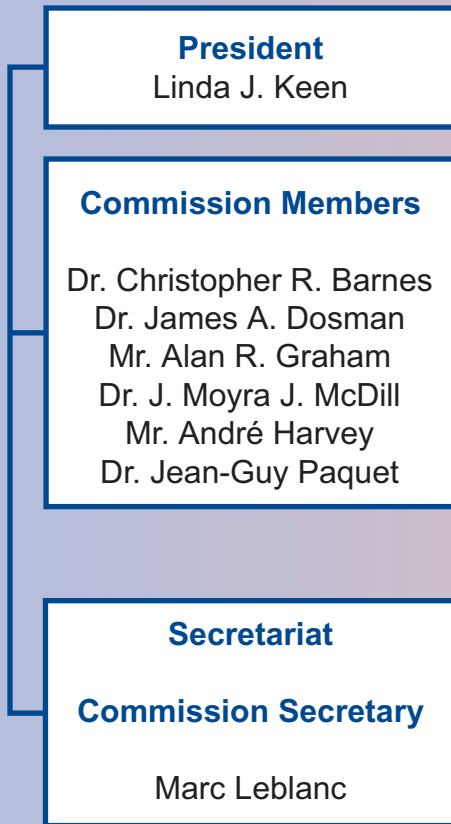 President
Linda J. Keen
Commission Members
Dr. Christopher R. Barnes
Dr. James A. Dosman
Mr. Alan R. Graham
Dr. J. Moyra J. McDill
Mr. André Harvey
Dr. Jean-Guy Paquet
Secretariat
Commission Secretary
Marc Leblanc